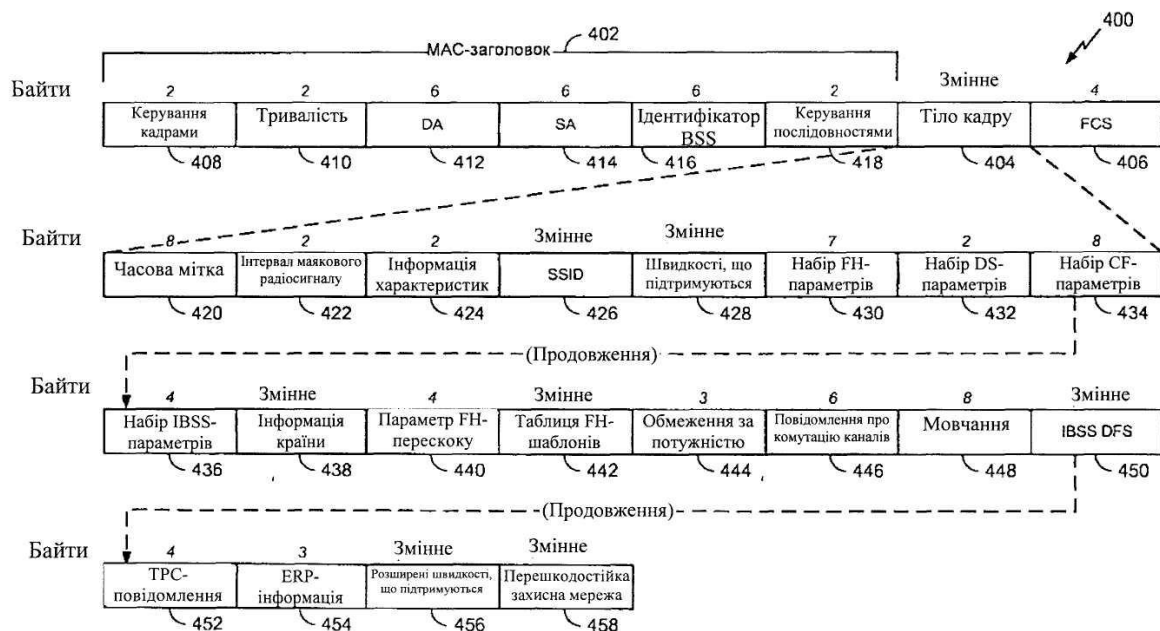 МАС-заголовок 402 400
Байти 2 2 6 6 6 2 Змінне 4
Керування кадрами
Тривалість
DA
SA
Ідентифікатор BSS
Керування послідовностями
Тіло кадру
FCS
408 410 412 414 416 418 404 406
Байти 8 2 2 Змінне Змінне 7 2 8
Часова мітка
Інтервал маякового радіосигналу
Інформація характеристик
SSID
Швидкості, що підтримуються
Набір FH-параметрів
Набір DS-параметрів
Набір CF-параметрів
420 422 424 426 428 430 432 434
(Продовження)
Байти 4 Змінне 4 Змінне 3 6 8 Змінне
Набір IBSS-параметрів
Інформація країни
Параметр FH-перескоку
Таблиця FH-шаблонів
Обмеження за потужністю
Повідомлення про комутацію каналів
Мовчання
IBSS DFS
436 438 440 442 444 446 448 450
(Продовження)
Байти 4 3 Змінне Змінне
TPC-повідомлення
ERP-інформація
Розширені швидкості, що підтримуються
Перешкодостійка захисна мережа
452 454 456 458